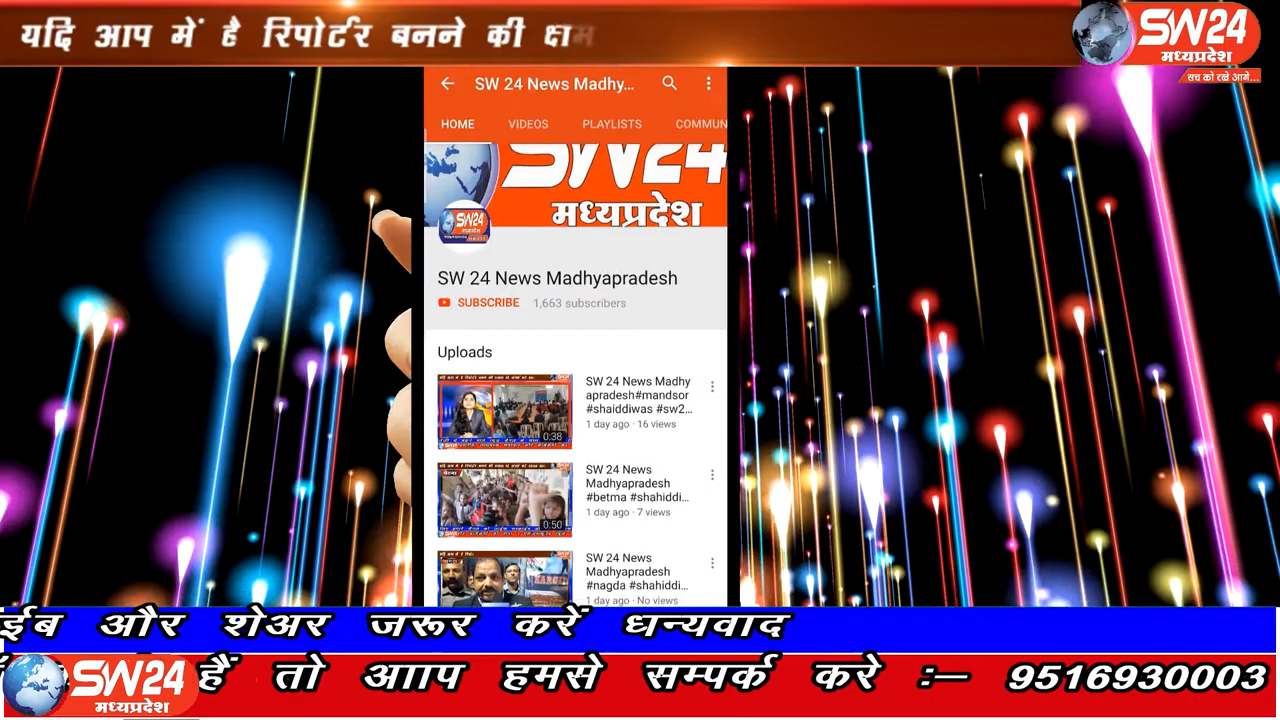 यदि आप में है रिपोर्टर बनने की क्षम
SW24
मध्यप्रदेश
सच को रखे आगे...
SW 24 News Madhy...
HOME VIDEOS PLAYLISTS COMMUN
SW24
मध्यप्रदेश
SW24
SW 24 News Madhyapradesh
SUBSCRIBE 1,663 subscribers
Uploads
SW 24 News Madhy
apradesh#mandsor
#shaiddiwas #sw2...
1 day ago · 16 views
0:38
SW 24 News
Madhyapradesh
#betma #shahiddi...
1 day ago · 7 views
0:50
SW 24 News
Madhyapradesh
#nagda #shahiddi...
1 day ago · No views
ईब और शेअर जरूर करें धन्यवाद
SW24
मध्यप्रदेश
हैं तो आाप हमसे सम्पर्क करे :— 9516930003